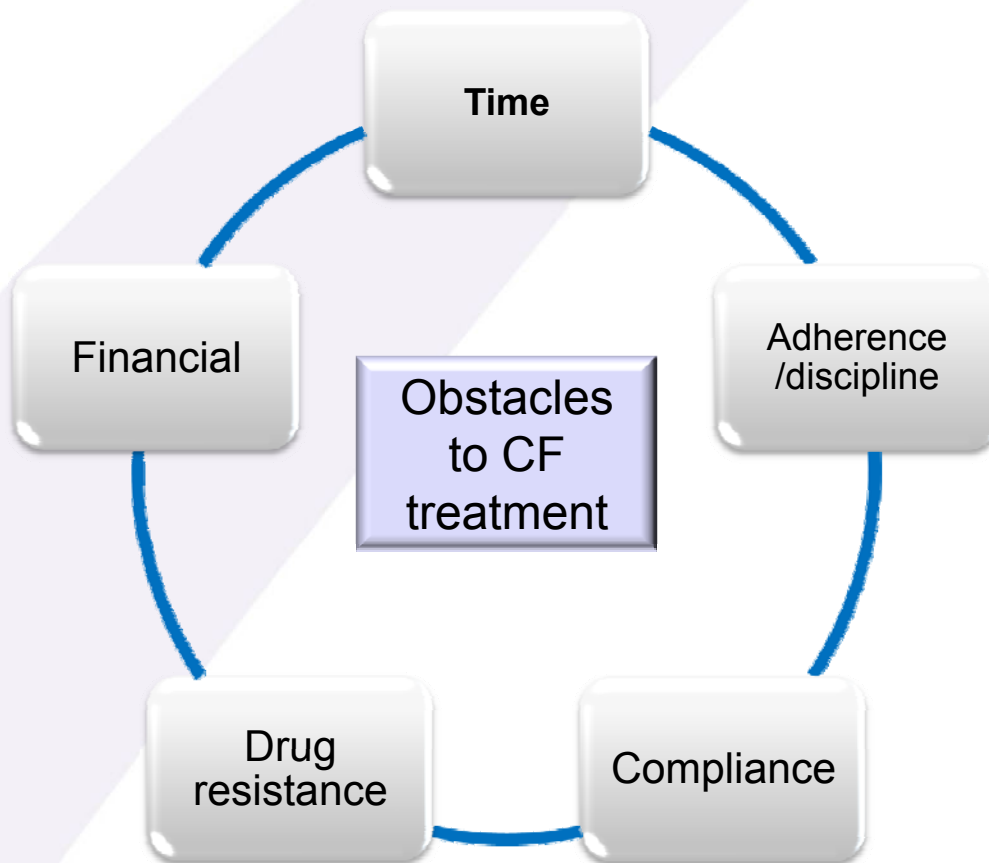 Time
Financial
Adherence
/discipline
Obstacles
to CF
treatment
Drug
resistance
Compliance